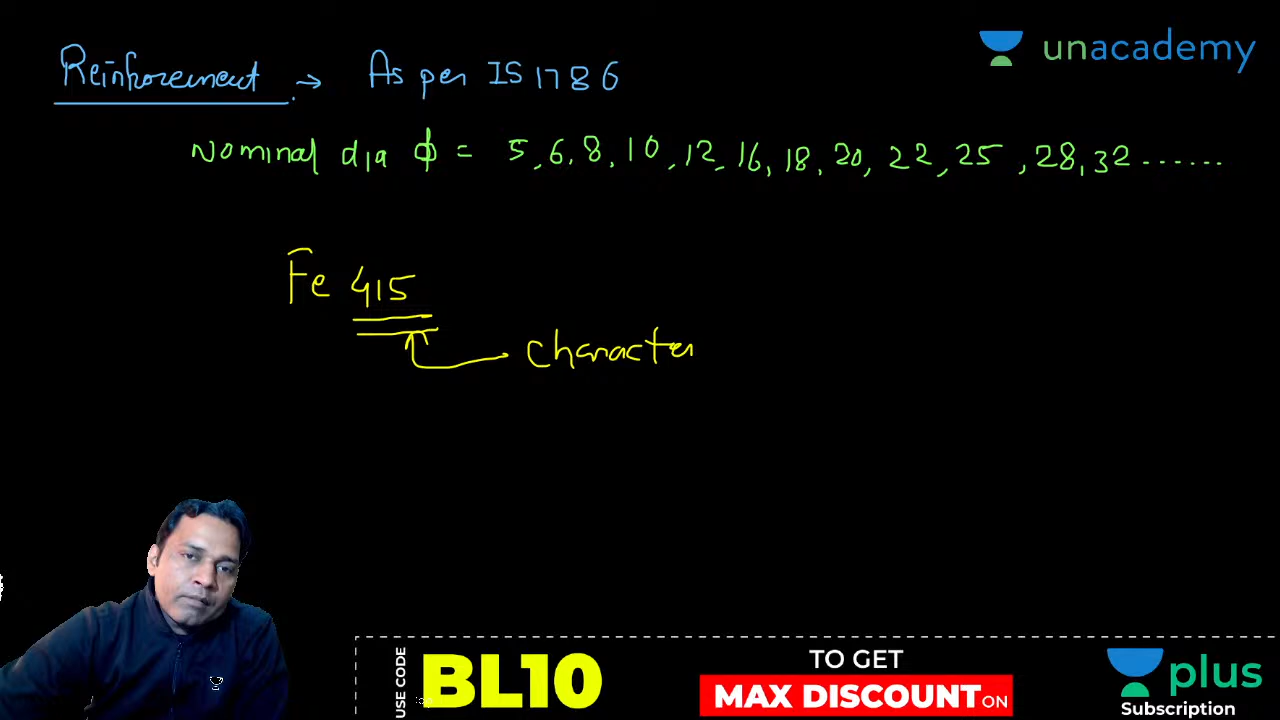 Reinforcement → As per IS 1786
unacademy
Nominal dia ϕ = 5, 6, 8, 10, 12, 16, 18, 20, 22, 25, 28, 32 ......
Fe 415
character
USE CODE
BL10
TO GET
MAX DISCOUNT ON
plus
Subscription